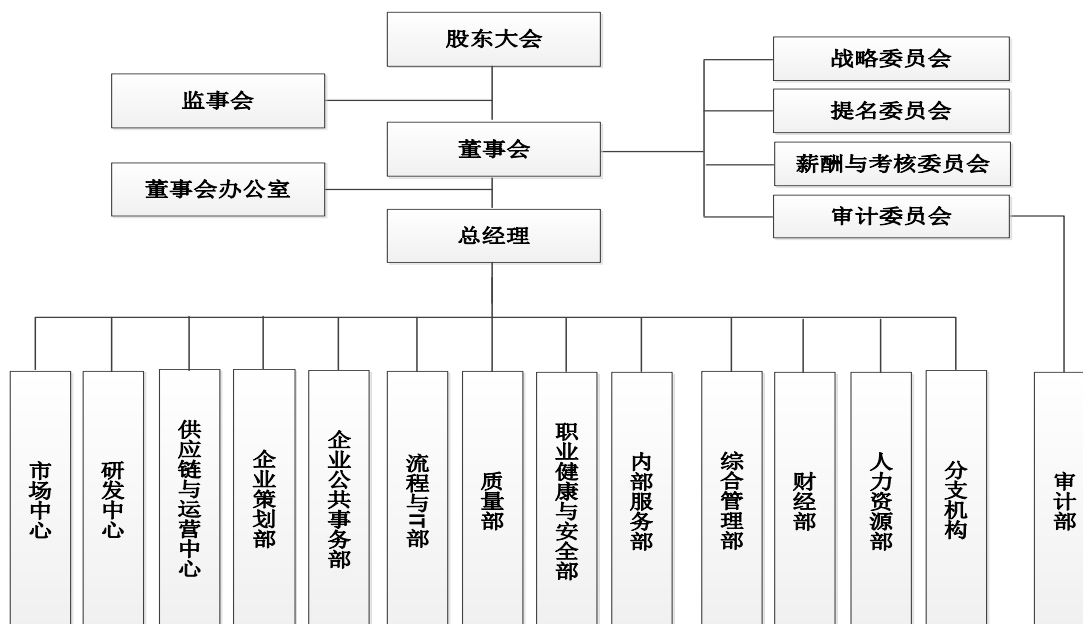 股东大会
战略委员会
监事会
提名委员会
董事会
薪酬与考核委员会
董事会办公室
审计委员会
总经理
市场中心
研发中心
供应链与运营中心
企业策划部
企业公共事务部
流程与IT部
质量部
职业健康与安全部
内部服务部
综合管理部
财经部
人力资源部
分支机构
审计部